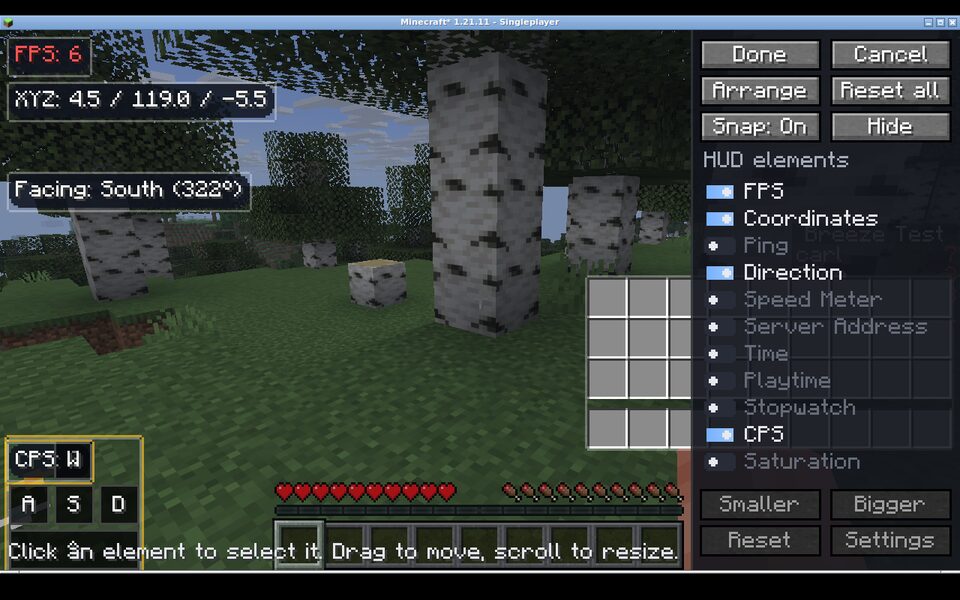 Minecraft* 1.21.11 - Singleplayer
FPS: 6
XYZ: 4.5 / 119.0 / -5.5
Facing: South (322°)
Done
Cancel
Arrange
Reset all
Snap: On
Hide
HUD elements
FPS
Coordinates
Ping
Breeze Test
Direction
Speed Meter
Server Address
Time
Playtime
Stopwatch
CPS
Saturation
Smaller
Bigger
Reset
Settings
CPS W
A S D
Click an element to select it. Drag to move, scroll to resize.